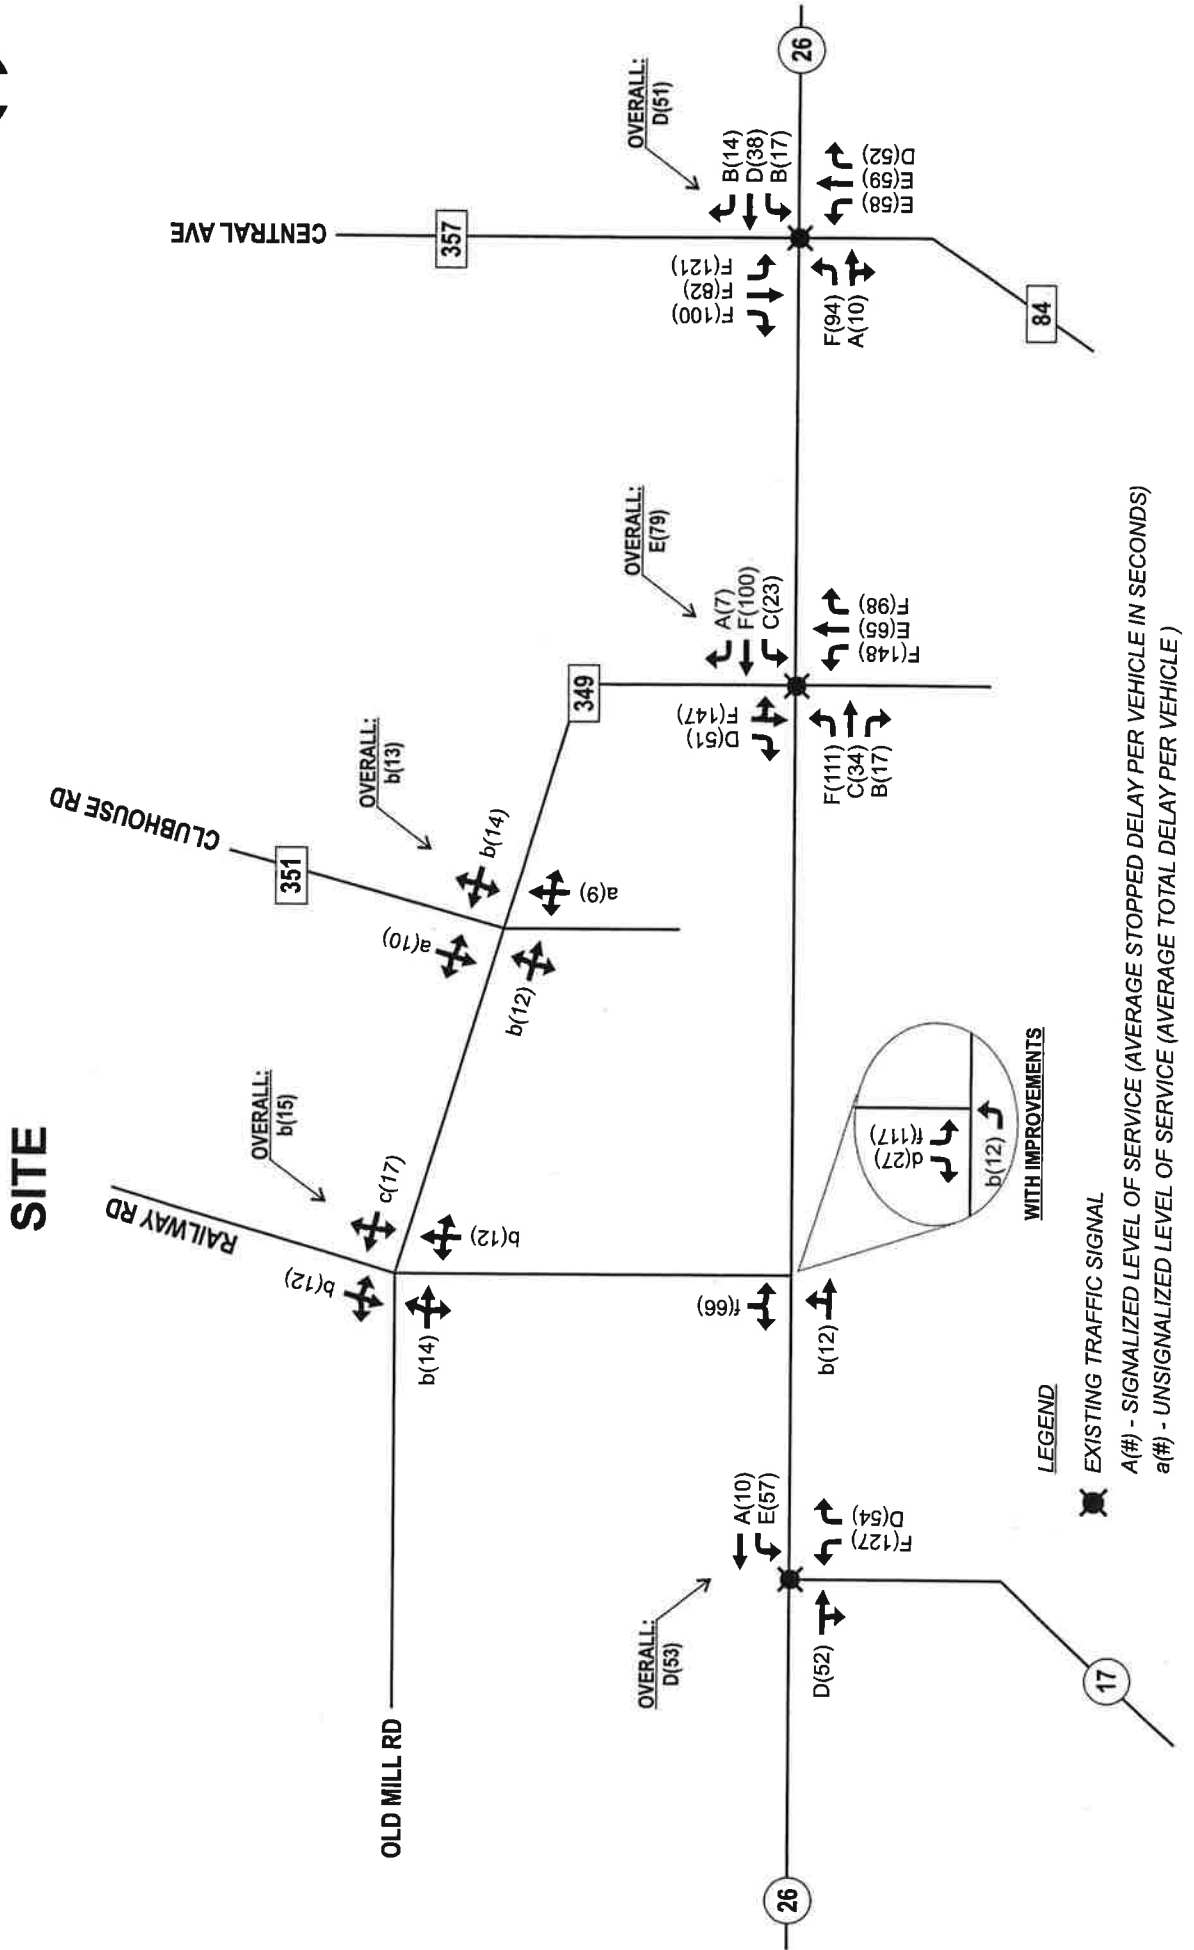 SITE
CENTRAL AVE
357
26
OVERALL:
D(51)
B(14)
D(38)
B(17)
F(100)
F(82)
F(121)
F(94)
A(10)
E(58)
E(59)
D(52)
84
CLUBHOUSE RD
351
349
OVERALL:
b(13)
b(14)
a(10)
b(12)
a(9)
OVERALL:
E(79)
A(7)
F(100)
C(23)
D(51)
F(147)
F(111)
C(34)
B(17)
F(148)
E(65)
F(98)
RAILWAY RD
OVERALL:
b(15)
c(17)
b(12)
b(14)
b(12)
OLD MILL RD
f(66)
b(12)
d(27)
f(117)
b(12)
WITH IMPROVEMENTS
OVERALL:
D(53)
A(10)
E(57)
D(52)
F(127)
D(54)
26
17
LEGEND
EXISTING TRAFFIC SIGNAL
A(#) - SIGNALIZED LEVEL OF SERVICE (AVERAGE STOPPED DELAY PER VEHICLE IN SECONDS)
a(#) - UNSIGNALIZED LEVEL OF SERVICE (AVERAGE TOTAL DELAY PER VEHICLE )